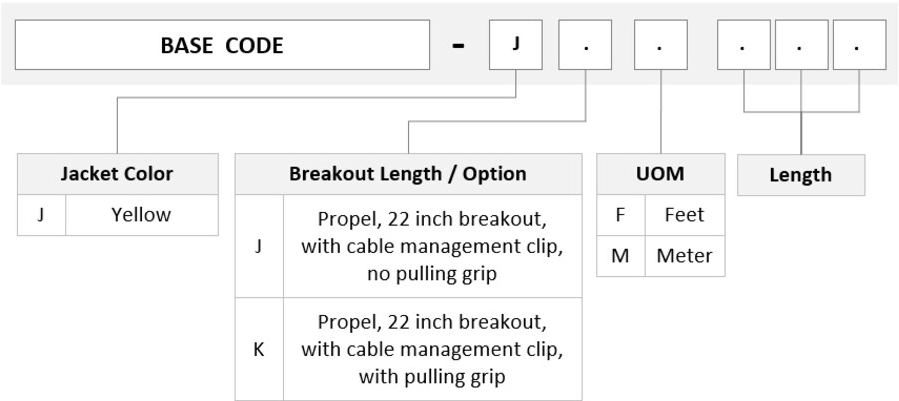 BASE CODE - J . . . . .
Jacket Color
J Yellow
Breakout Length / Option
J Propel, 22 inch breakout,
with cable management clip,
no pulling grip
K Propel, 22 inch breakout,
with cable management clip,
with pulling grip
UOM
F Feet
M Meter
Length